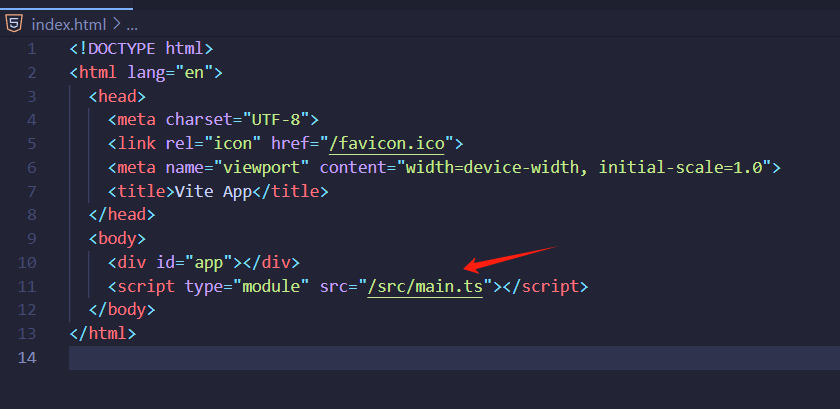 index.html > ...
1 <!DOCTYPE html>
2 <html lang="en">
3   <head>
4     <meta charset="UTF-8">
5     <link rel="icon" href="/favicon.ico">
6     <meta name="viewport" content="width=device-width, initial-scale=1.0">
7     <title>Vite App</title>
8   </head>
9   <body>
10     <div id="app"></div>
11     <script type="module" src="/src/main.ts"></script>
12   </body>
13 </html>
14